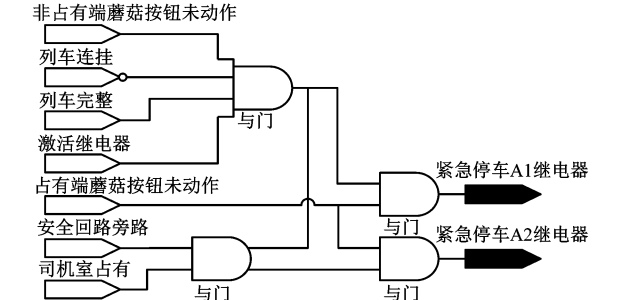 非占有端蘑菇按钮未动作
列车连挂
列车完整
与门
激活继电器
紧急停车A1继电器
占有端蘑菇按钮未动作
与门
安全回路旁路
紧急停车A2继电器
司机室占有
与门
与门